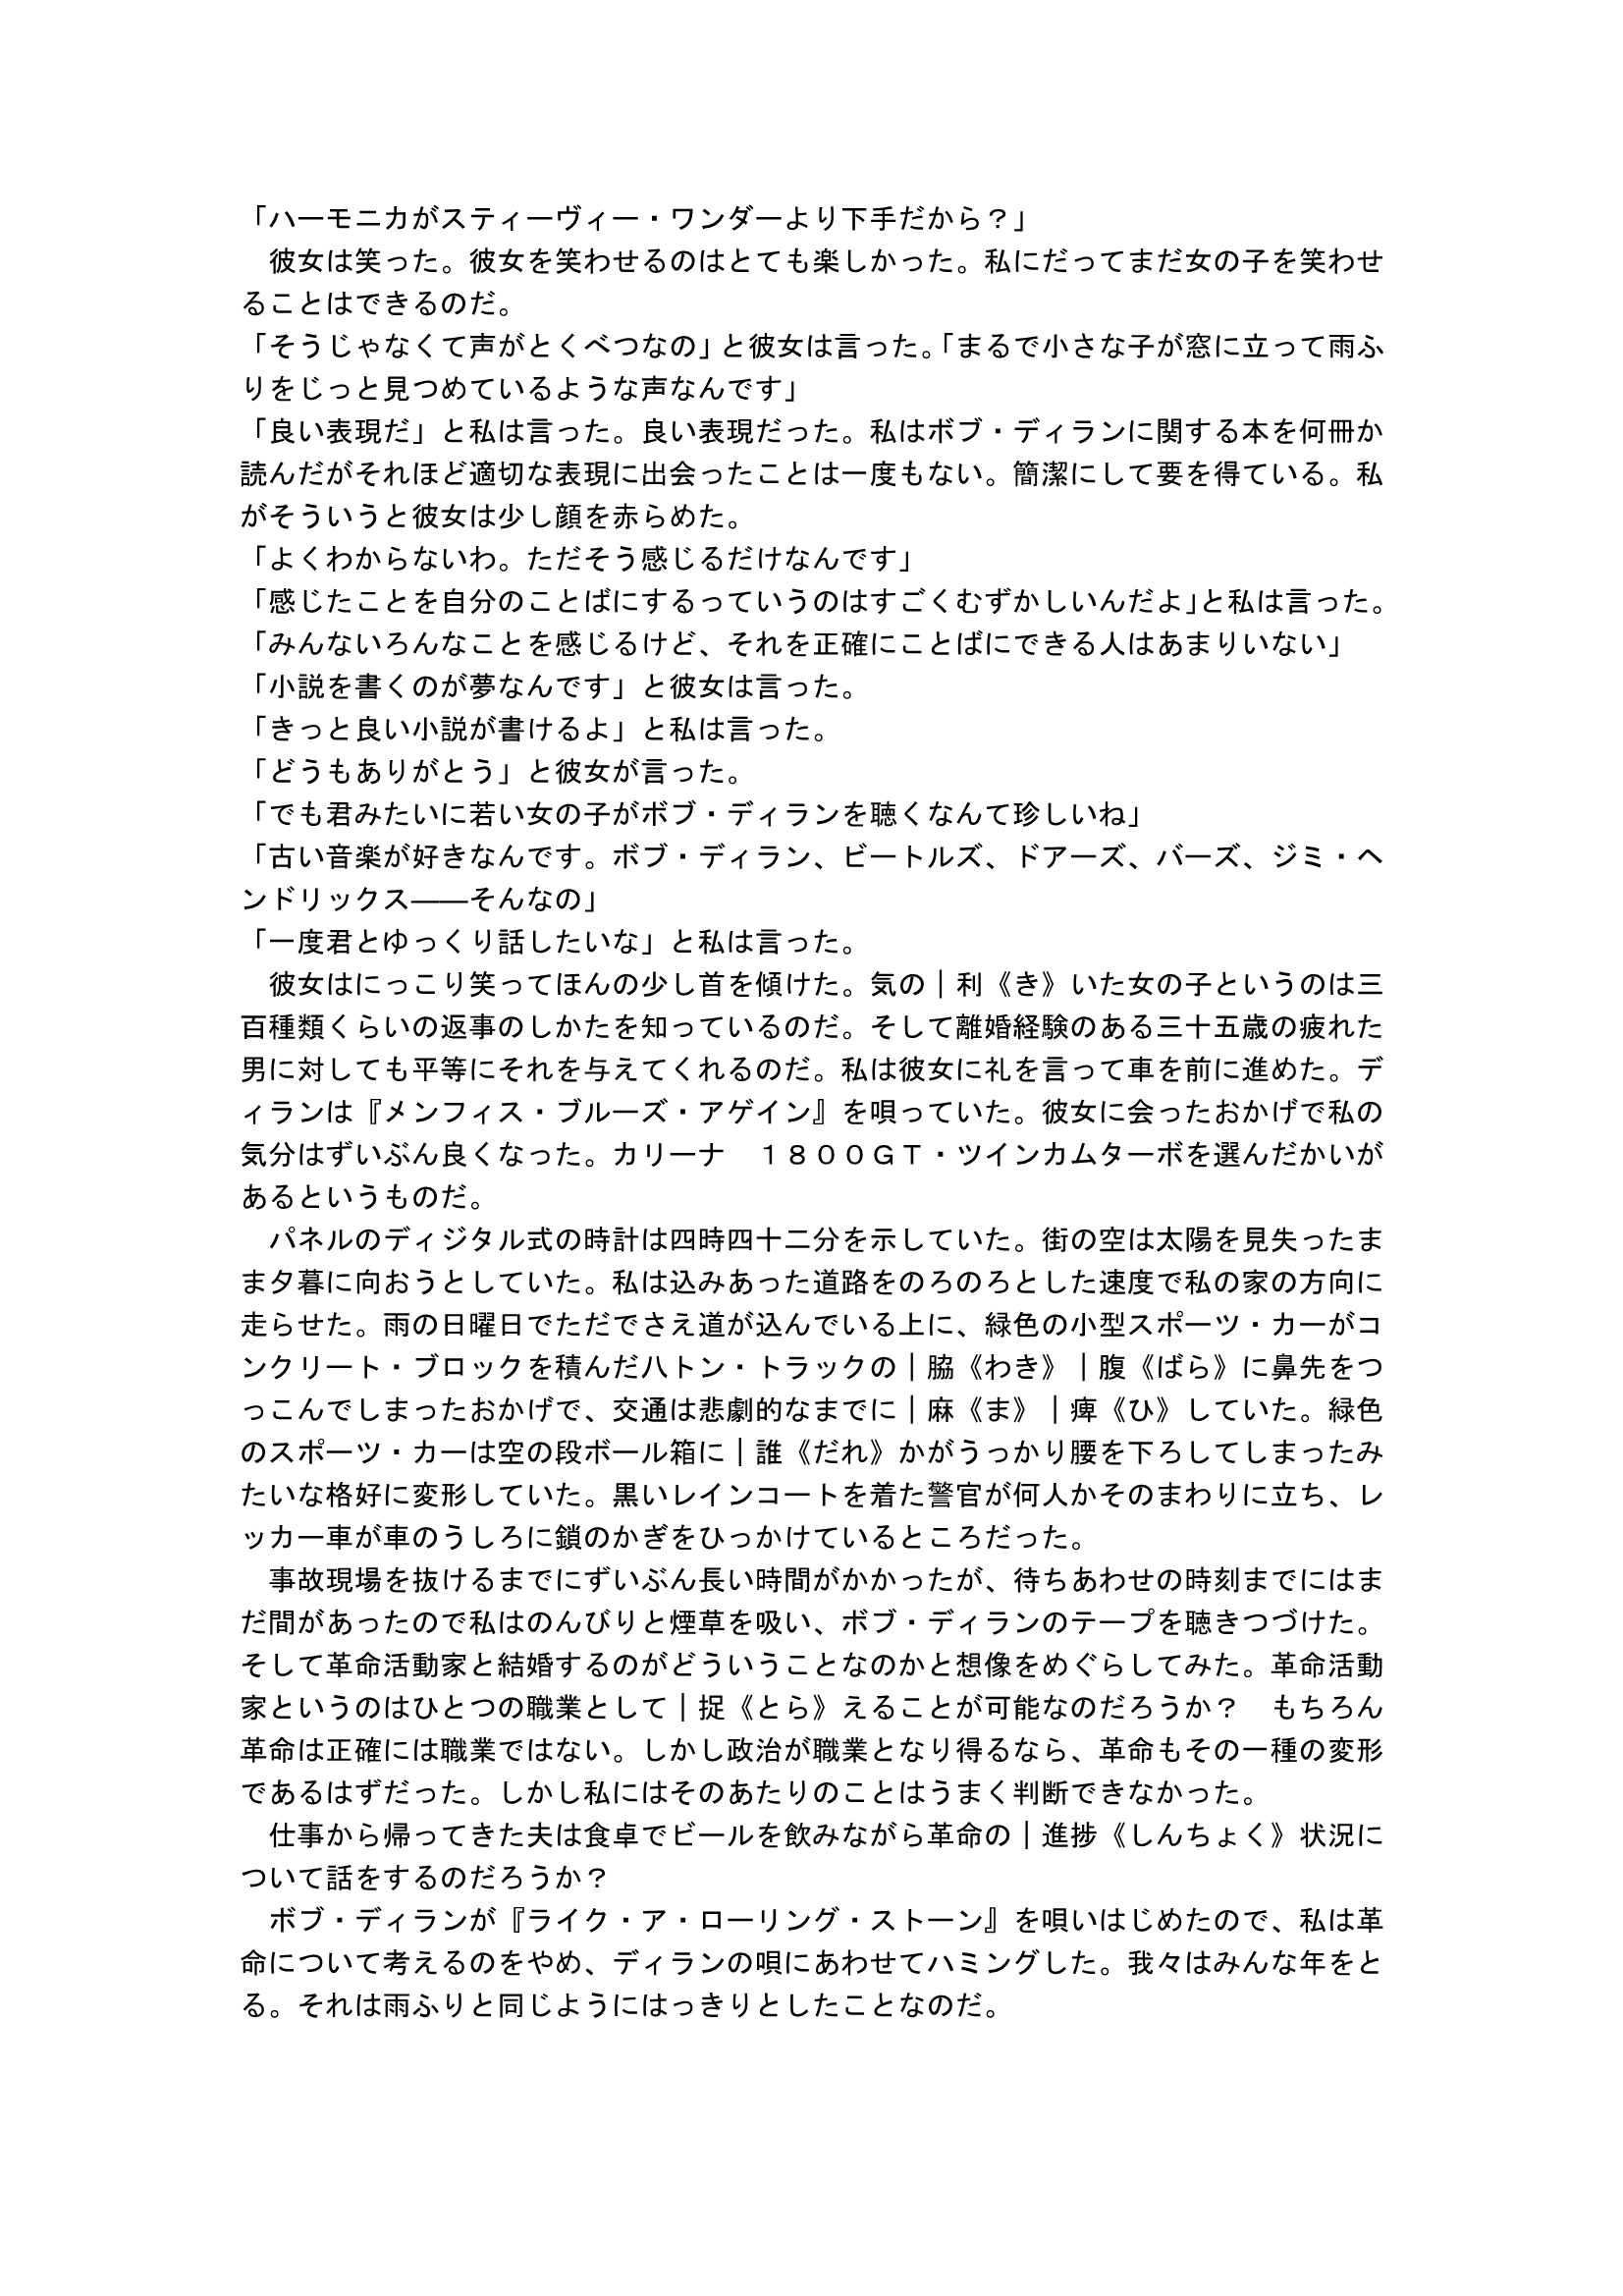 「ハーモニカがスティーヴィー・ワンダーより下手だから？」
　彼女は笑った。彼女を笑わせるのはとても楽しかった。私にだってまだ女の子を笑わせ
ることはできるのだ。
「そうじゃなくて声がとくべつなの」と彼女は言った。「まるで小さな子が窓に立って雨ふ
りをじっと見つめているような声なんです」
「良い表現だ」と私は言った。良い表現だった。私はボブ・ディランに関する本を何冊か
読んだがそれほど適切な表現に出会ったことは一度もない。簡潔にして要を得ている。私
がそういうと彼女は少し顔を赤らめた。
「よくわからないわ。ただそう感じるだけなんです」
「感じたことを自分のことばにするっていうのはすごくむずかしいんだよ」と私は言った。
「みんないろんなことを感じるけど、それを正確にことばにできる人はあまりいない」
「小説を書くのが夢なんです」と彼女は言った。
「きっと良い小説が書けるよ」と私は言った。
「どうもありがとう」と彼女が言った。
「でも君みたいに若い女の子がボブ・ディランを聴くなんて珍しいね」
「古い音楽が好きなんです。ボブ・ディラン、ビートルズ、ドアーズ、バーズ、ジミ・ヘ
ンドリックス――そんなの」
「一度君とゆっくり話したいな」と私は言った。
　彼女はにっこり笑ってほんの少し首を傾けた。気の｜利《き》いた女の子というのは三
百種類くらいの返事のしかたを知っているのだ。そして離婚経験のある三十五歳の疲れた
男に対しても平等にそれを与えてくれるのだ。私は彼女に礼を言って車を前に進めた。デ
ィランは『メンフィス・ブルーズ・アゲイン』を唄っていた。彼女に会ったおかげで私の
気分はずいぶん良くなった。カリーナ　１８００ＧＴ・ツインカムターボを選んだかいが
あるというものだ。
　パネルのディジタル式の時計は四時四十二分を示していた。街の空は太陽を見失ったま
ま夕暮に向おうとしていた。私は込みあった道路をのろのろとした速度で私の家の方向に
走らせた。雨の日曜日でただでさえ道が込んでいる上に、緑色の小型スポーツ・カーがコ
ンクリート・ブロックを積んだ八トン・トラックの｜脇《わき》｜腹《ばら》に鼻先をつ
っこんでしまったおかげで、交通は悲劇的なまでに｜麻《ま》｜痺《ひ》していた。緑色
のスポーツ・カーは空の段ボール箱に｜誰《だれ》かがうっかり腰を下ろしてしまったみ
たいな格好に変形していた。黒いレインコートを着た警官が何人かそのまわりに立ち、レ
ッカー車が車のうしろに鎖のかぎをひっかけているところだった。
　事故現場を抜けるまでにずいぶん長い時間がかかったが、待ちあわせの時刻までにはま
だ間があったので私はのんびりと煙草を吸い、ボブ・ディランのテープを聴きつづけた。
そして革命活動家と結婚するのがどういうことなのかと想像をめぐらしてみた。革命活動
家というのはひとつの職業として｜捉《とら》えることが可能なのだろうか？　もちろん
革命は正確には職業ではない。しかし政治が職業となり得るなら、革命もその一種の変形
であるはずだった。しかし私にはそのあたりのことはうまく判断できなかった。
　仕事から帰ってきた夫は食卓でビールを飲みながら革命の｜進捗《しんちょく》状況に
ついて話をするのだろうか？
　ボブ・ディランが『ライク・ア・ローリング・ストーン』を唄いはじめたので、私は革
命について考えるのをやめ、ディランの唄にあわせてハミングした。我々はみんな年をと
る。それは雨ふりと同じようにはっきりとしたことなのだ。